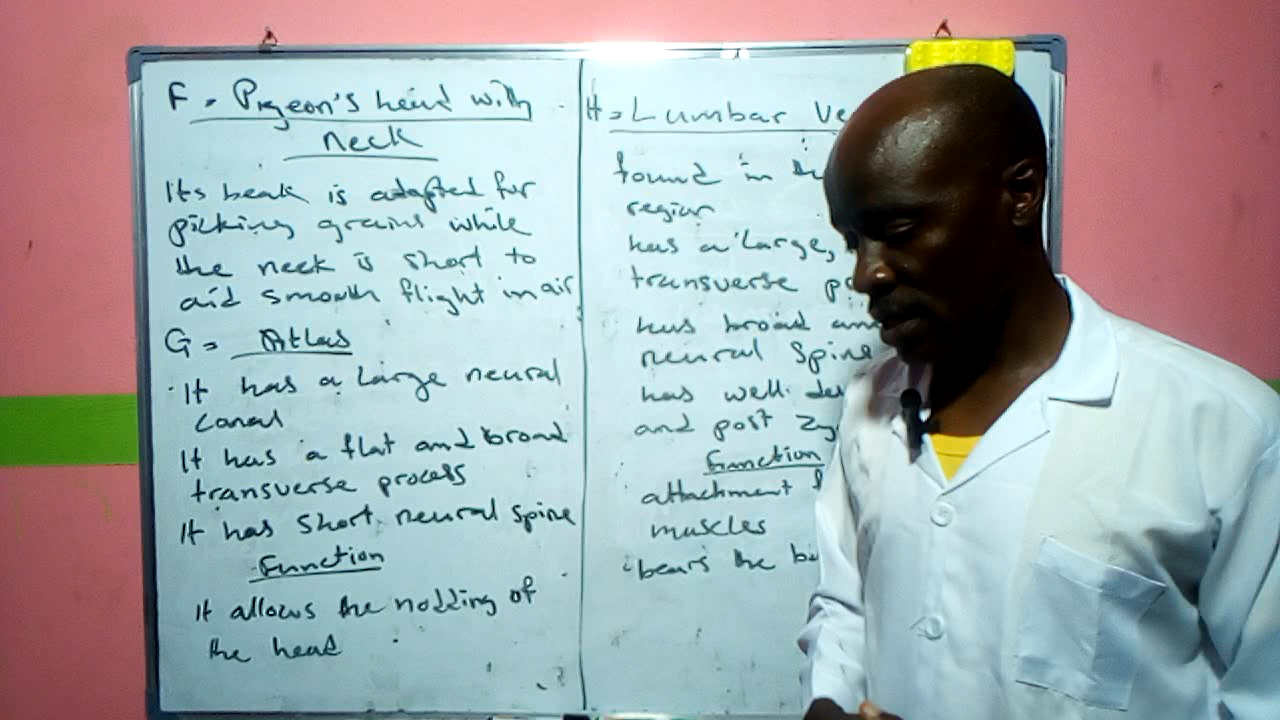 F = Pigeon's head with
Neck
Its beak is adapted for
picking grains while
the neck is short to
aid smooth flight in air
G = Atlas
It has a large neural
canal
It has a flat and broad
transverse process
It has short neural spine
Function
It allows the nodding of
the head
H = Lumbar Ve
found in the
region
has a large,
transverse
has broad and
neural spine
has well
and post
Function
attachment
muscles
bears the